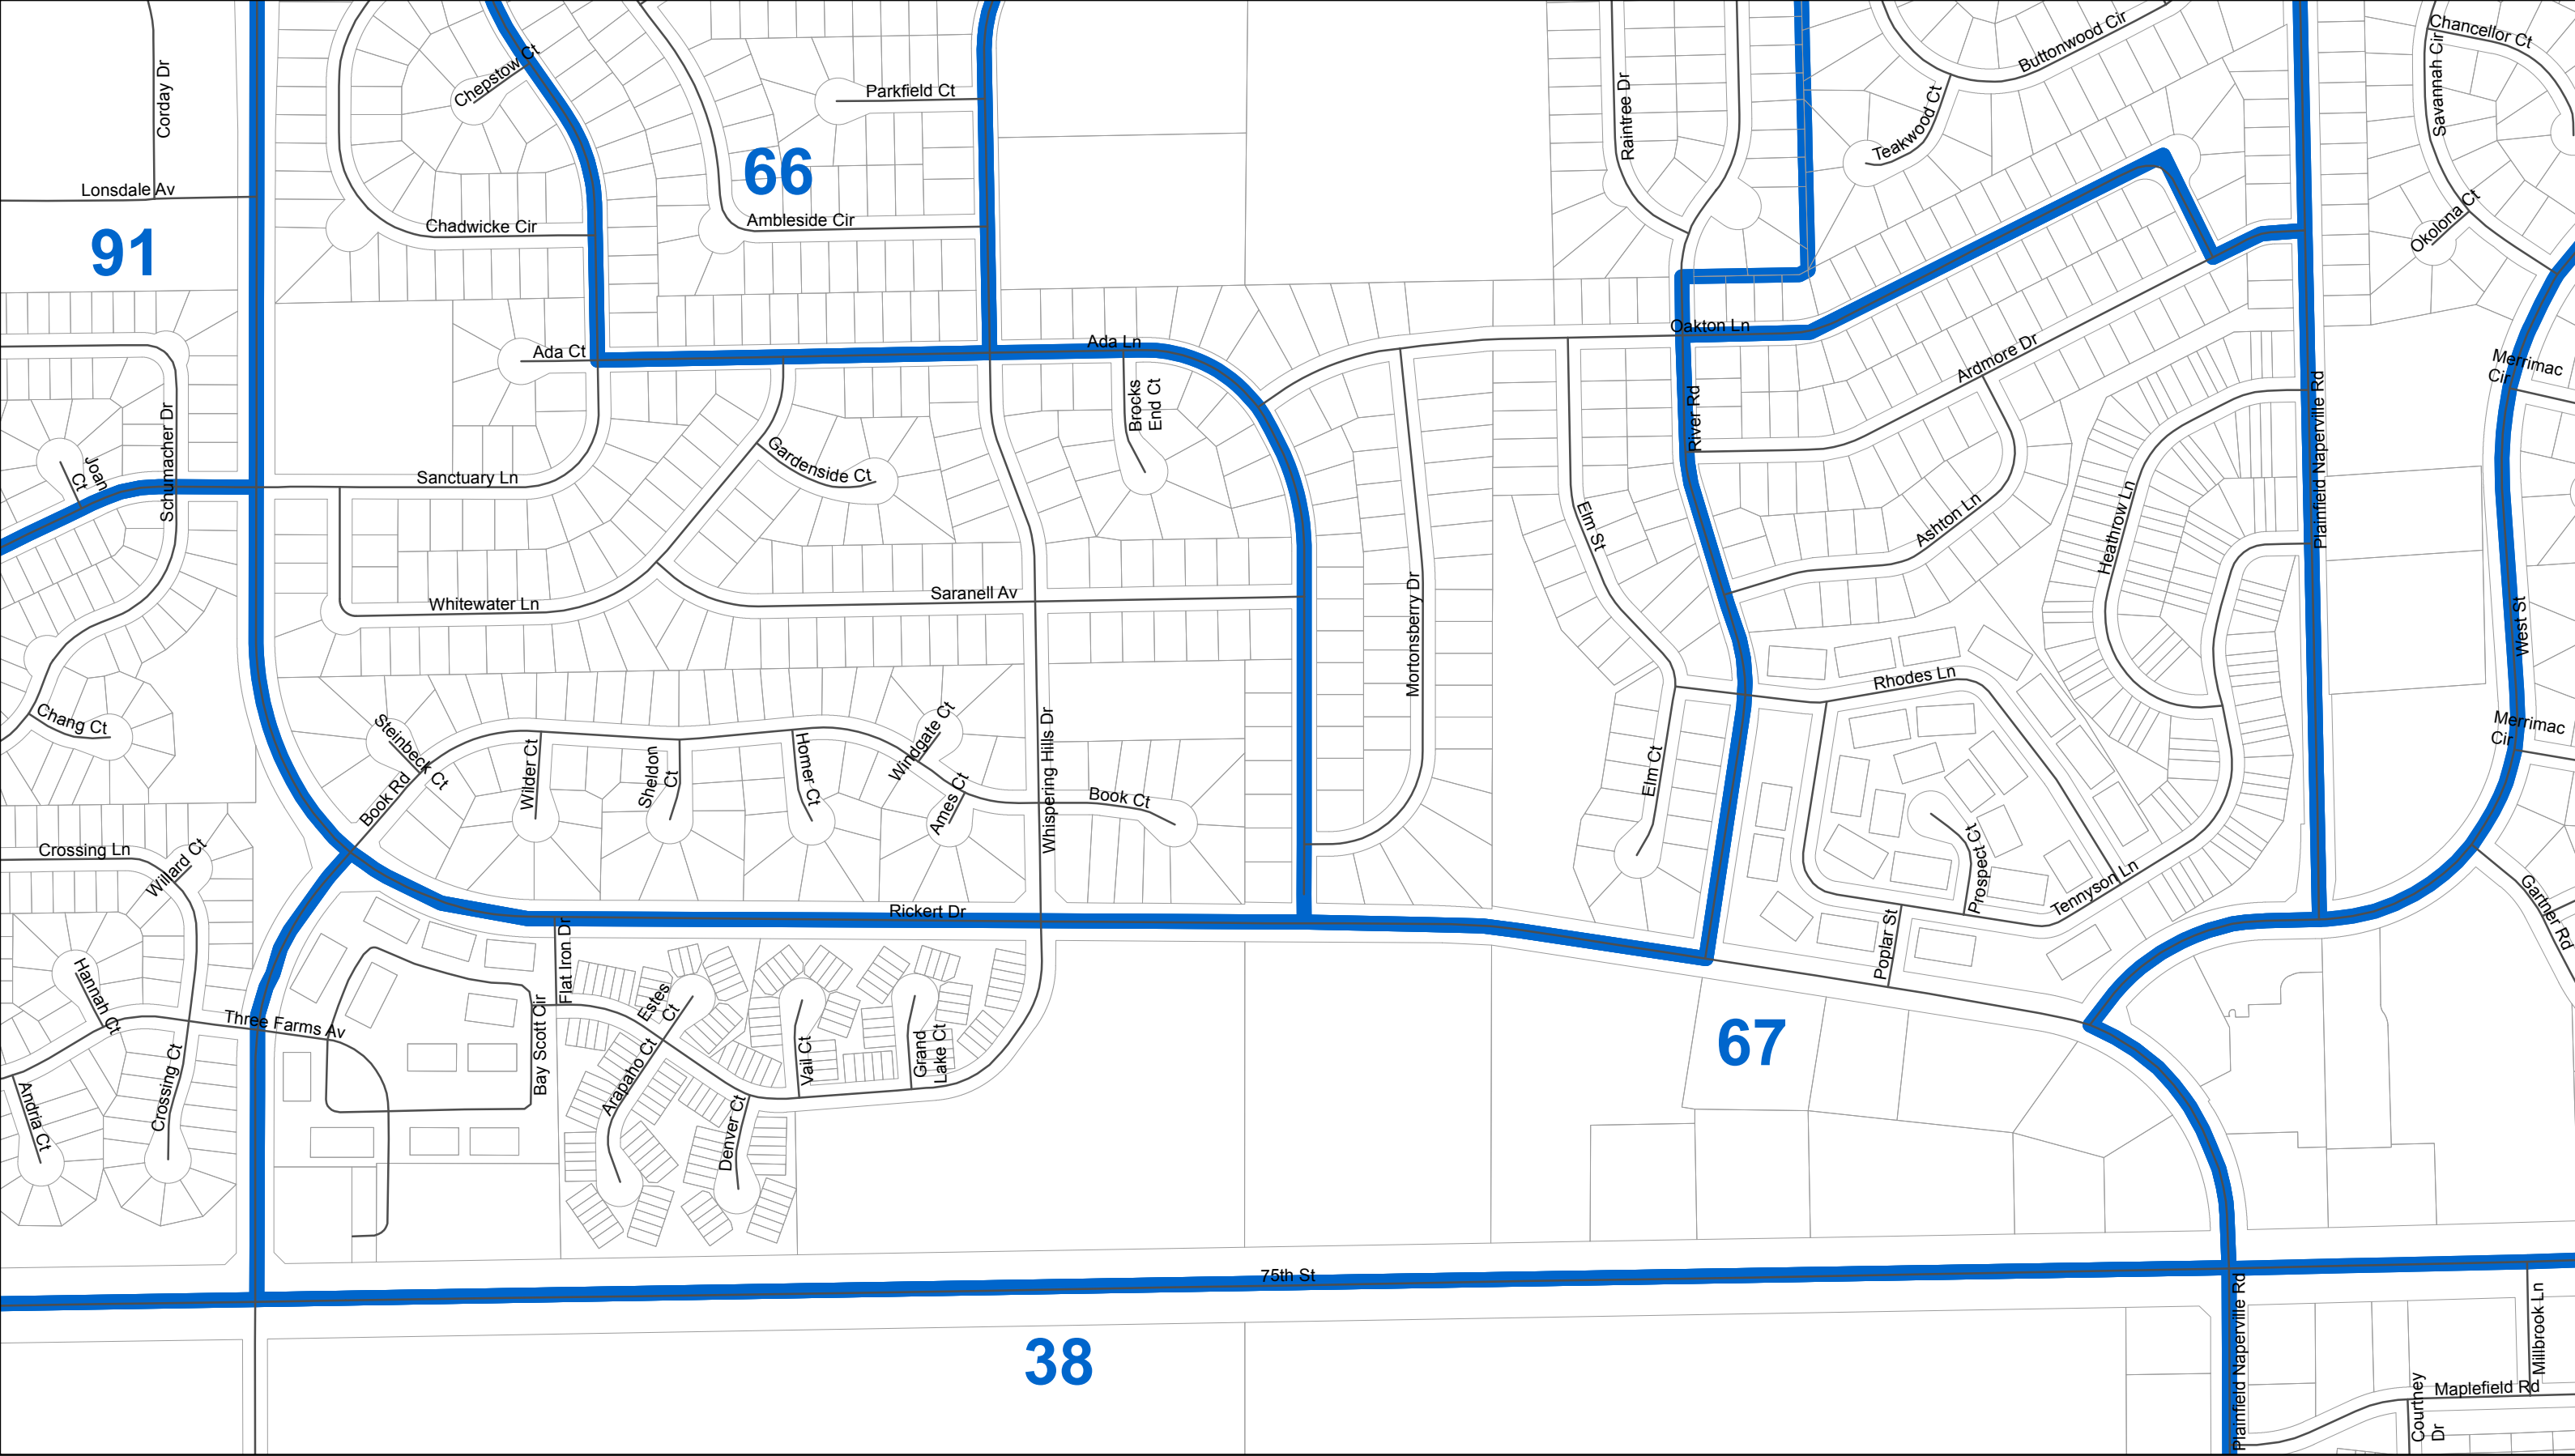 Corday Dr
Chepstow Ct
Parkfield Ct
Raintree Dr
Buttonwood Cir
Teakwood Ct
Savannah Cir
Chancellor Ct
Okolona Ct
Lonsdale Av
91
66
Chadwicke Cir
Ambleside Cir
Ada Ct
Ada Ln
Oakton Ln
Brocks
End Ct
River Rd
Ardmore Dr
Plainfield Naperville Rd
Merrimac
Cir
Schumacher Dr
Joan
Ct
Sanctuary Ln
Gardenside Ct
Elm St
Ashton Ln
Heathrow Ln
Whitewater Ln
Saranell Av
Mortonsberry Dr
West St
Chang Ct
Steinbeck Ct
Book Rd
Wilder Ct
Sheldon
Ct
Homer Ct
Windgate Ct
Ames Ct
Whispering Hills Dr
Book Ct
Elm Ct
Rhodes Ln
Merrimac
Cir
Crossing Ln
Willard Ct
Prospect Ct
Tennyson Ln
Gartner Rd
Rickert Dr
Flat Iron Dr
Poplar St
Hannah Ct
Three Farms Av
Bay Scott Cir
Estes
Ct
Arapaho Ct
Vail Ct
Grand
Lake Ct
67
Andria Ct
Crossing Ct
Denver Ct
75th St
38
Plainfield Naperville Rd
Millbrook Ln
Maplefield Rd
Courtney
Dr